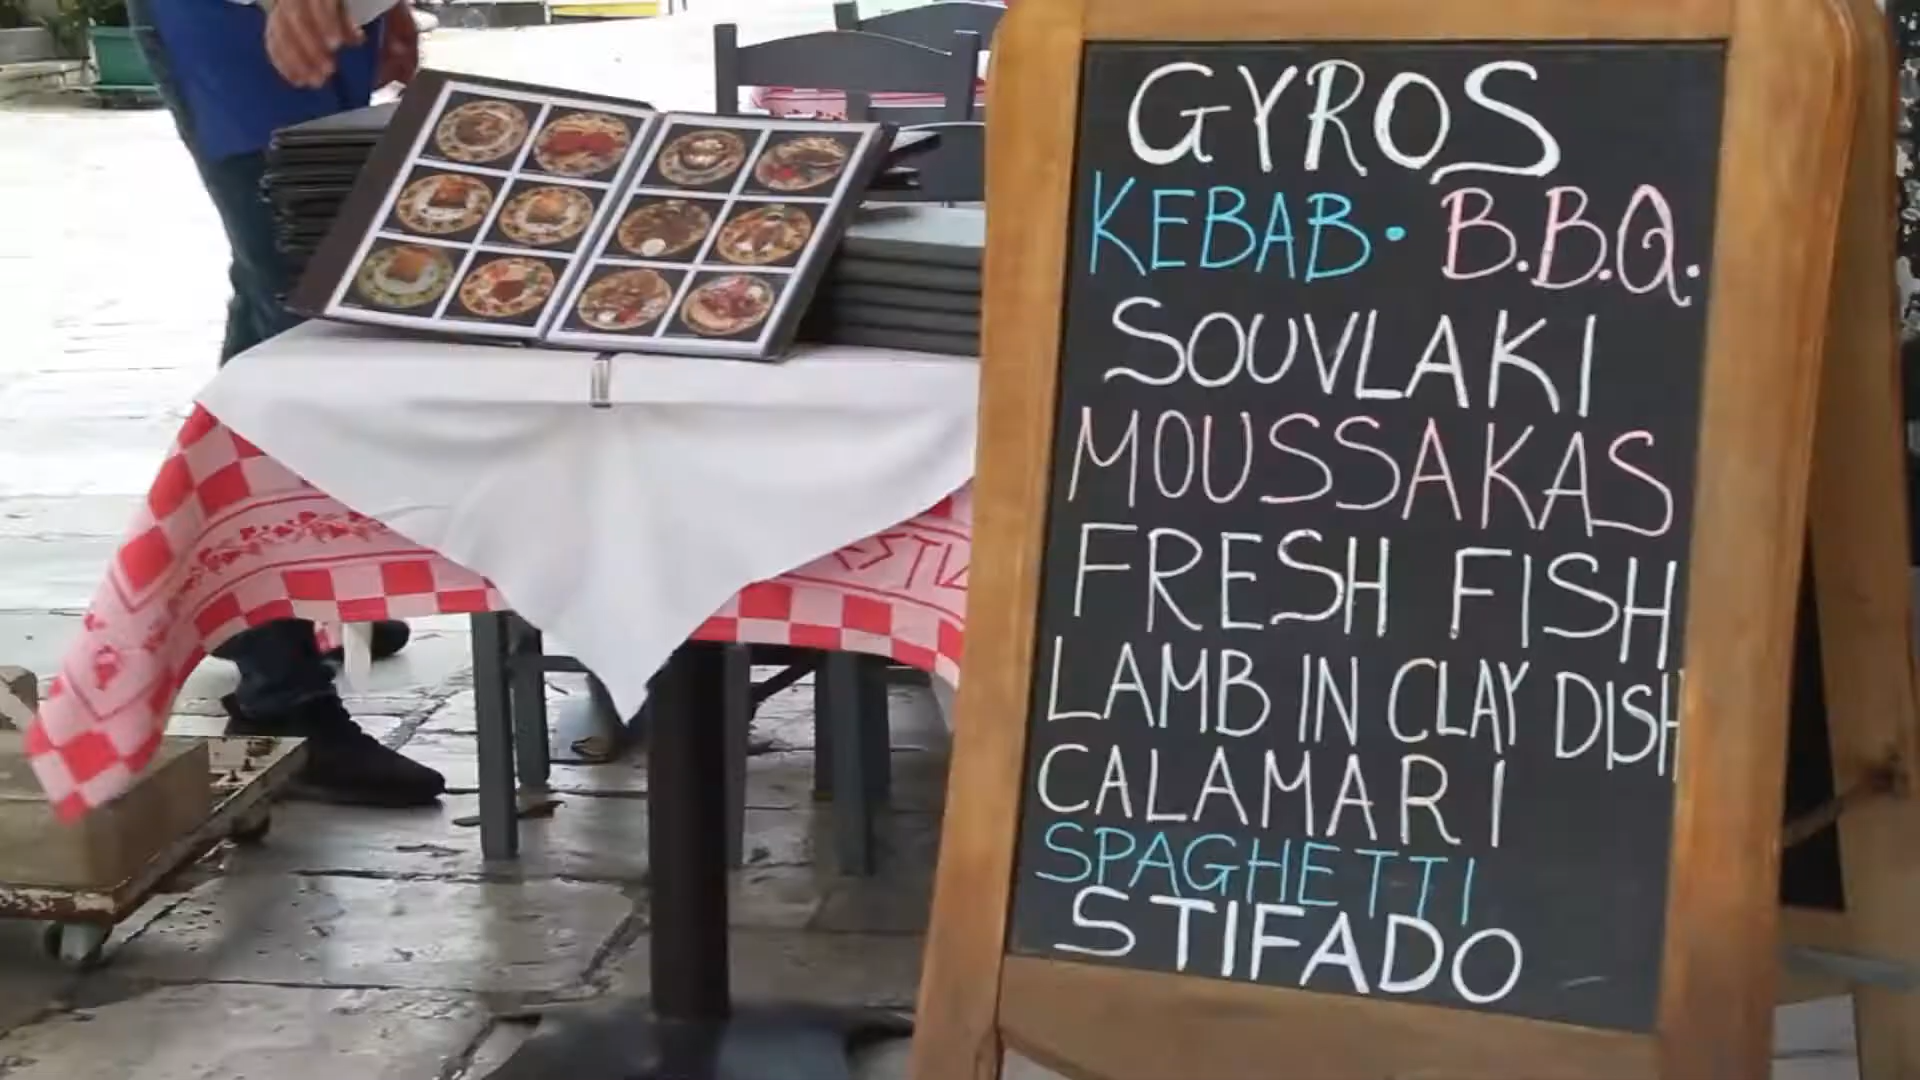 GYROS
KEBAB · B.B.Q.
SOUVLAKI
MOUSSAKAS
FRESH FISH
LAMB IN CLAY DISH
CALAMARI
SPAGHETTI
STIFADO